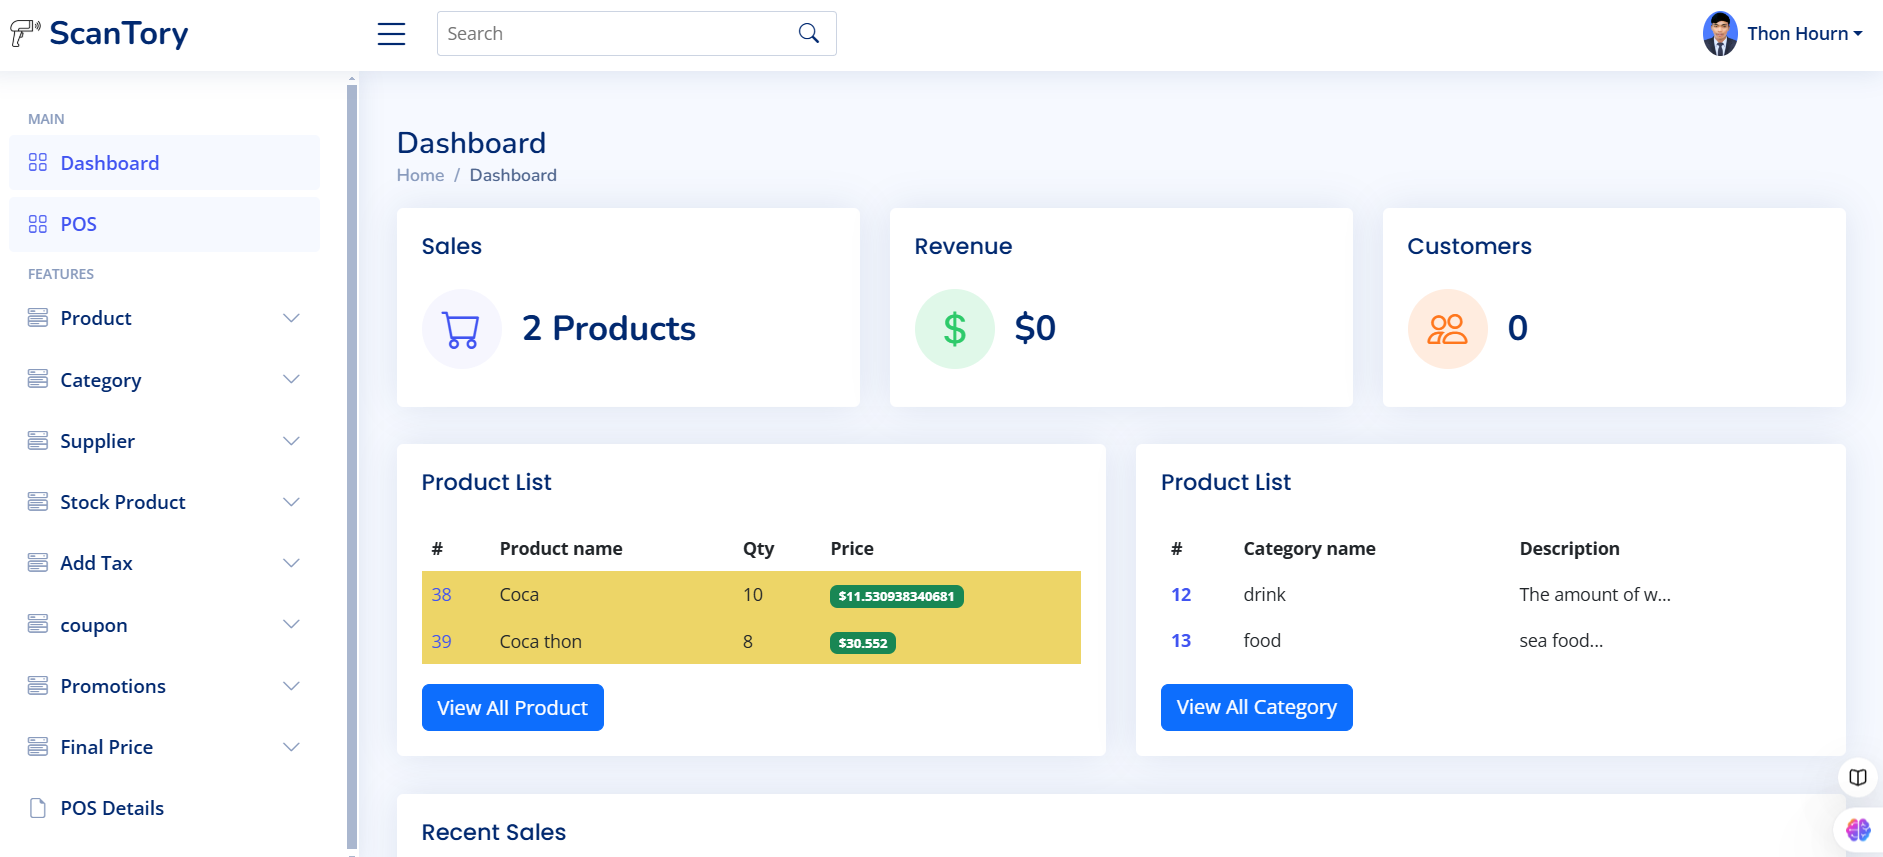 ScanTory
Search
Thon Hourn
MAIN
Dashboard
POS
FEATURES
Product
Category
Supplier
Stock Product
Add Tax
coupon
Promotions
Final Price
POS Details
Dashboard
Home / Dashboard
Sales
2 Products
Revenue
$
$0
Customers
0
Product List
# Product name Qty Price
38 Coca 10 $11.530938340681
39 Coca thon 8 $30.552
View All Product
Product List
# Category name Description
12 drink The amount of w...
13 food sea food...
View All Category
Recent Sales